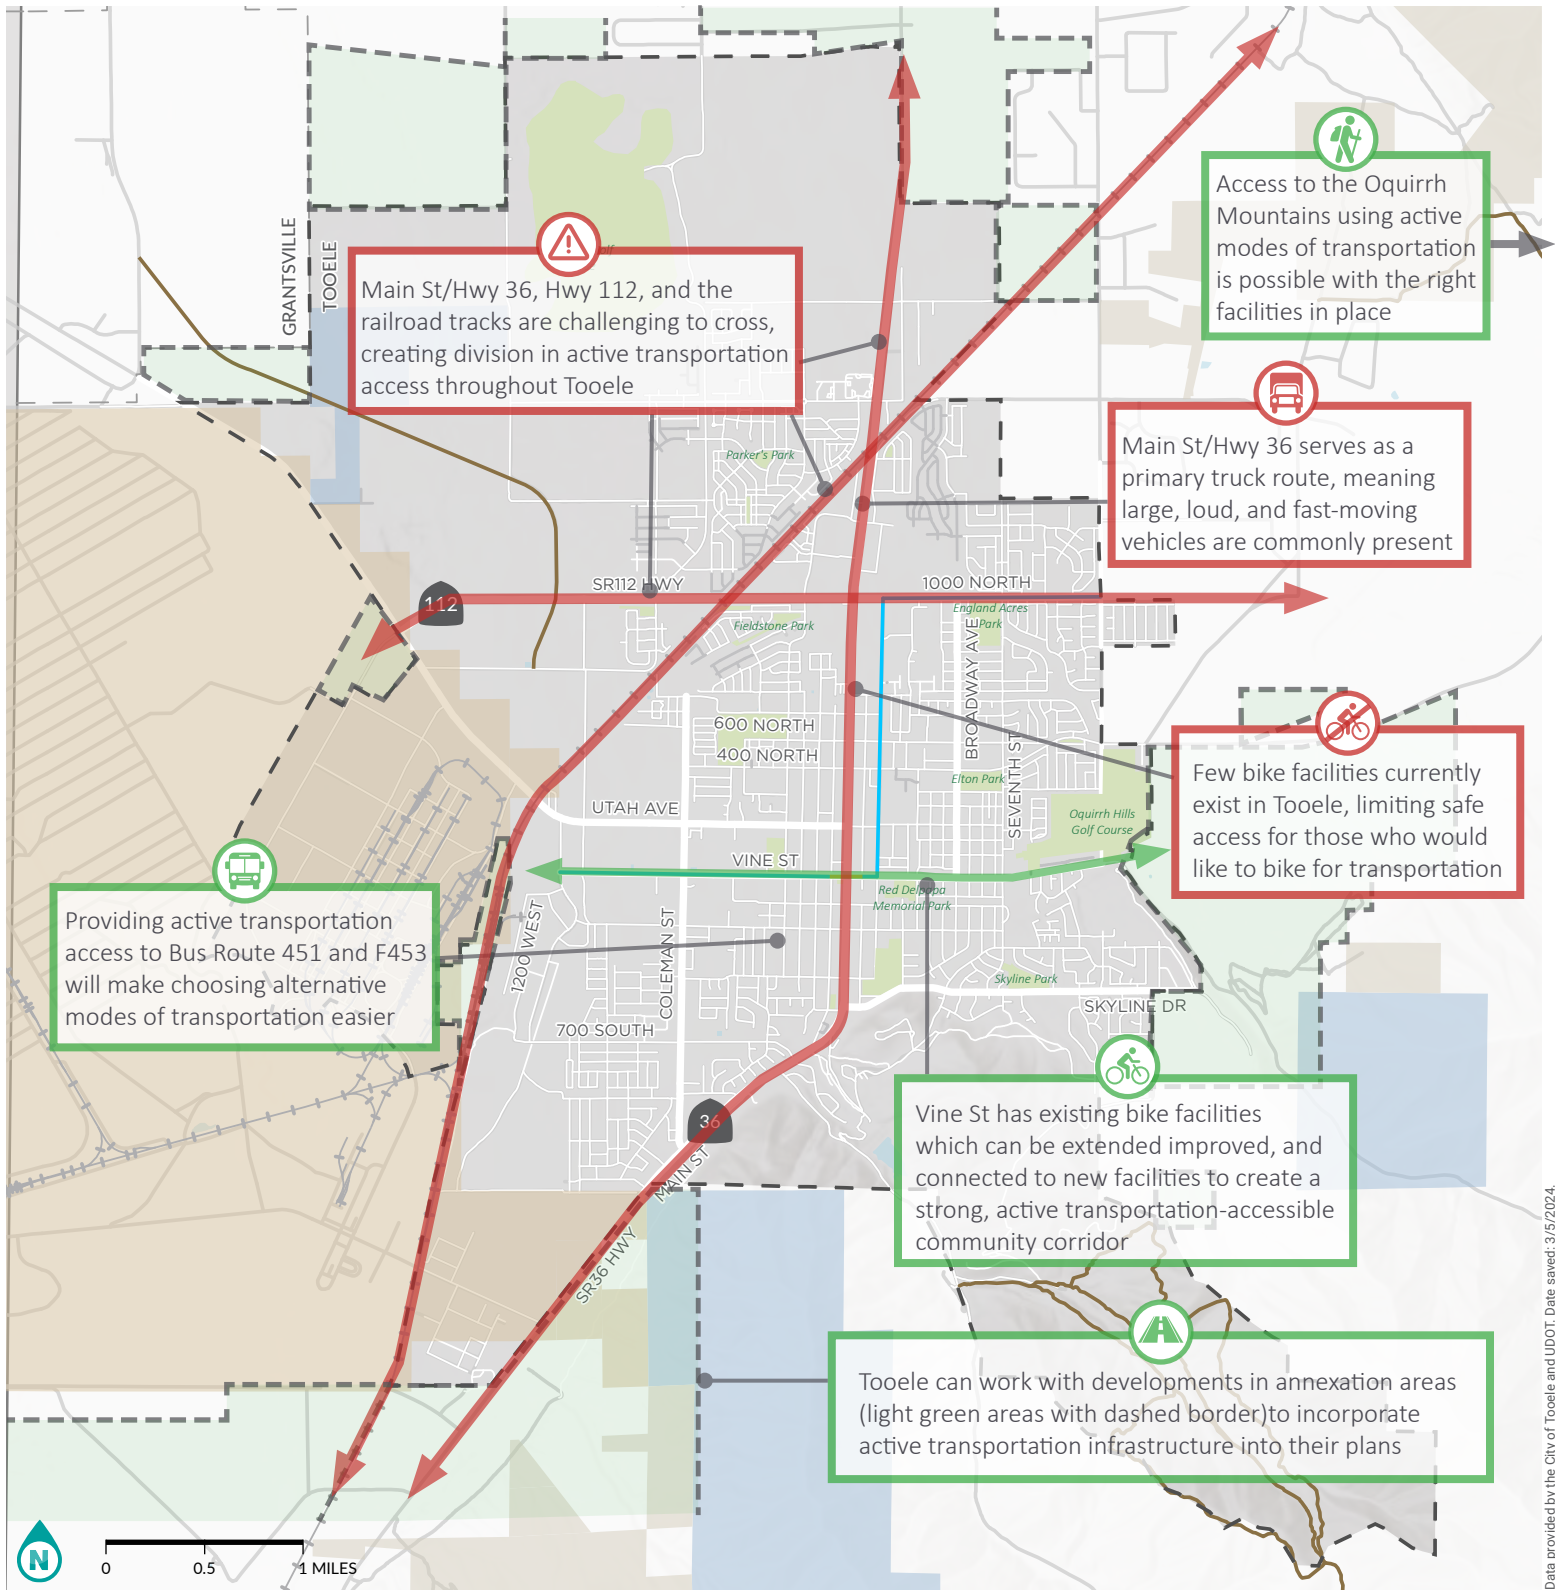 GRANTSVILLE
TOOELE
Main St/Hwy 36, Hwy 112, and the
railroad tracks are challenging to cross,
creating division in active transportation
access throughout Tooele
Access to the Oquirrh
Mountains using active
modes of transportation
is possible with the right
facilities in place
Main St/Hwy 36 serves as a
primary truck route, meaning
large, loud, and fast-moving
vehicles are commonly present
Parker's Park
SR112 HWY
1000 NORTH
112
England Acres
Park
Fieldstone Park
BROADWAY AVE
600 NORTH
400 NORTH
SEVENTH ST
Elton Park
UTAH AVE
Oquirrh Hills
Golf Course
Few bike facilities currently
exist in Tooele, limiting safe
access for those who would
like to bike for transportation
VINE ST
Red Delpapa
Memorial Park
Providing active transportation
access to Bus Route 451 and F453
will make choosing alternative
modes of transportation easier
1200 WEST
COLEMAN ST
Skyline Park
SKYLINE DR
700 SOUTH
36
MAIN ST
SR36 HWY
Vine St has existing bike facilities
which can be extended improved, and
connected to new facilities to create a
strong, active transportation-accessible
community corridor
Tooele can work with developments in annexation areas
(light green areas with dashed border)to incorporate
active transportation infrastructure into their plans
N
0 0.5 1 MILES
Data provided by the City of Tooele and UDOT. Date saved: 3/5/2024.